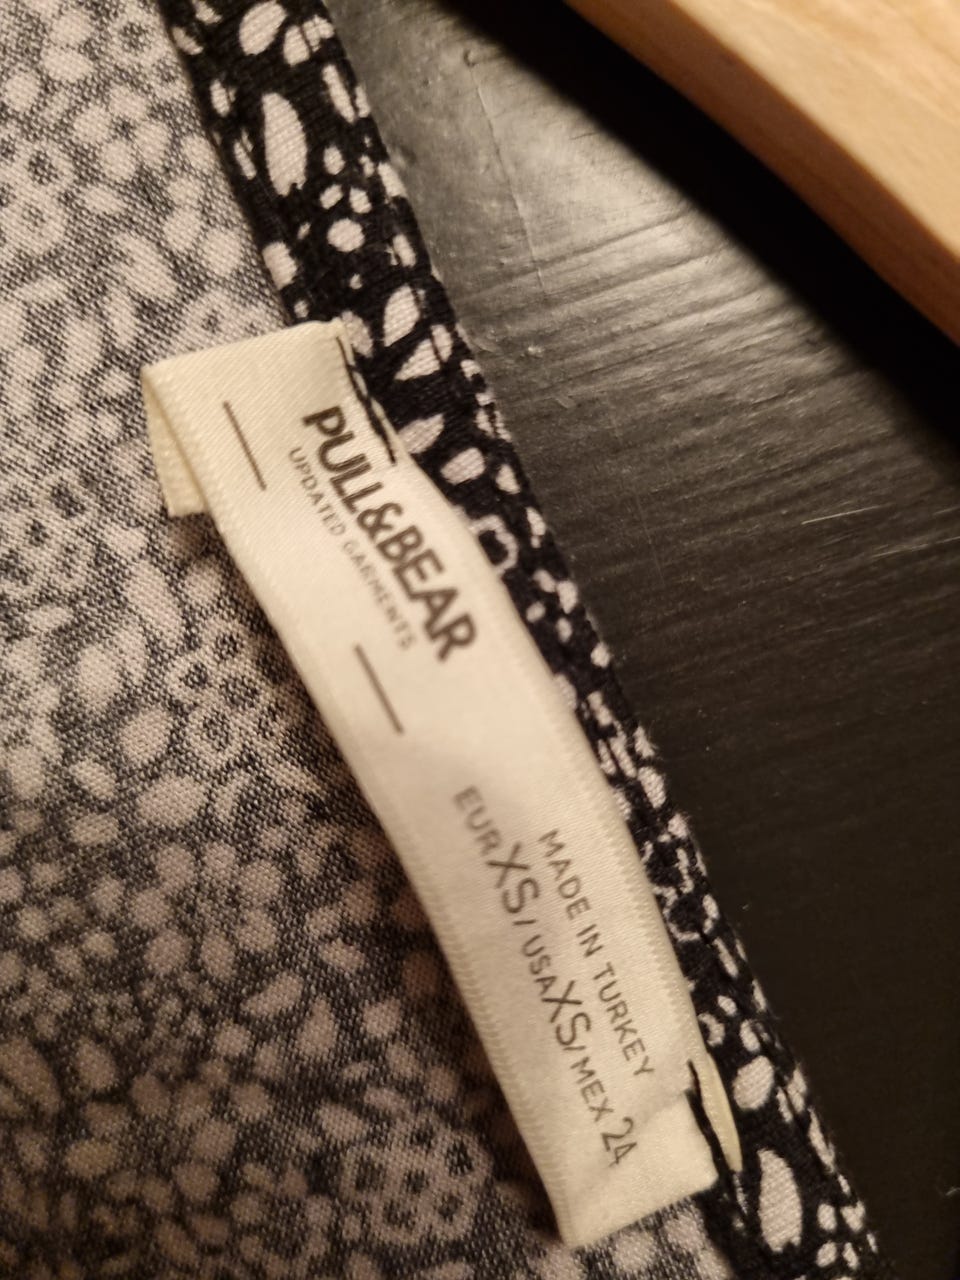 PULL&BEAR
UPDATED GARMENTS
MADE IN TURKEY
EUR XS / USA XS / MEX 24